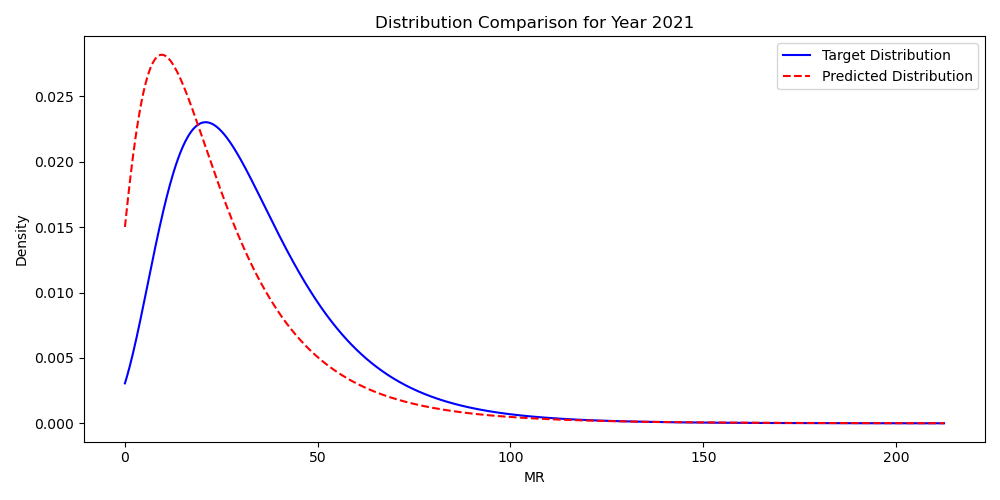 Distribution Comparison for Year 2021
Target Distribution
Predicted Distribution
Density
0.025
0.020
0.015
0.010
0.005
0.000
0
50
100
150
200
MR